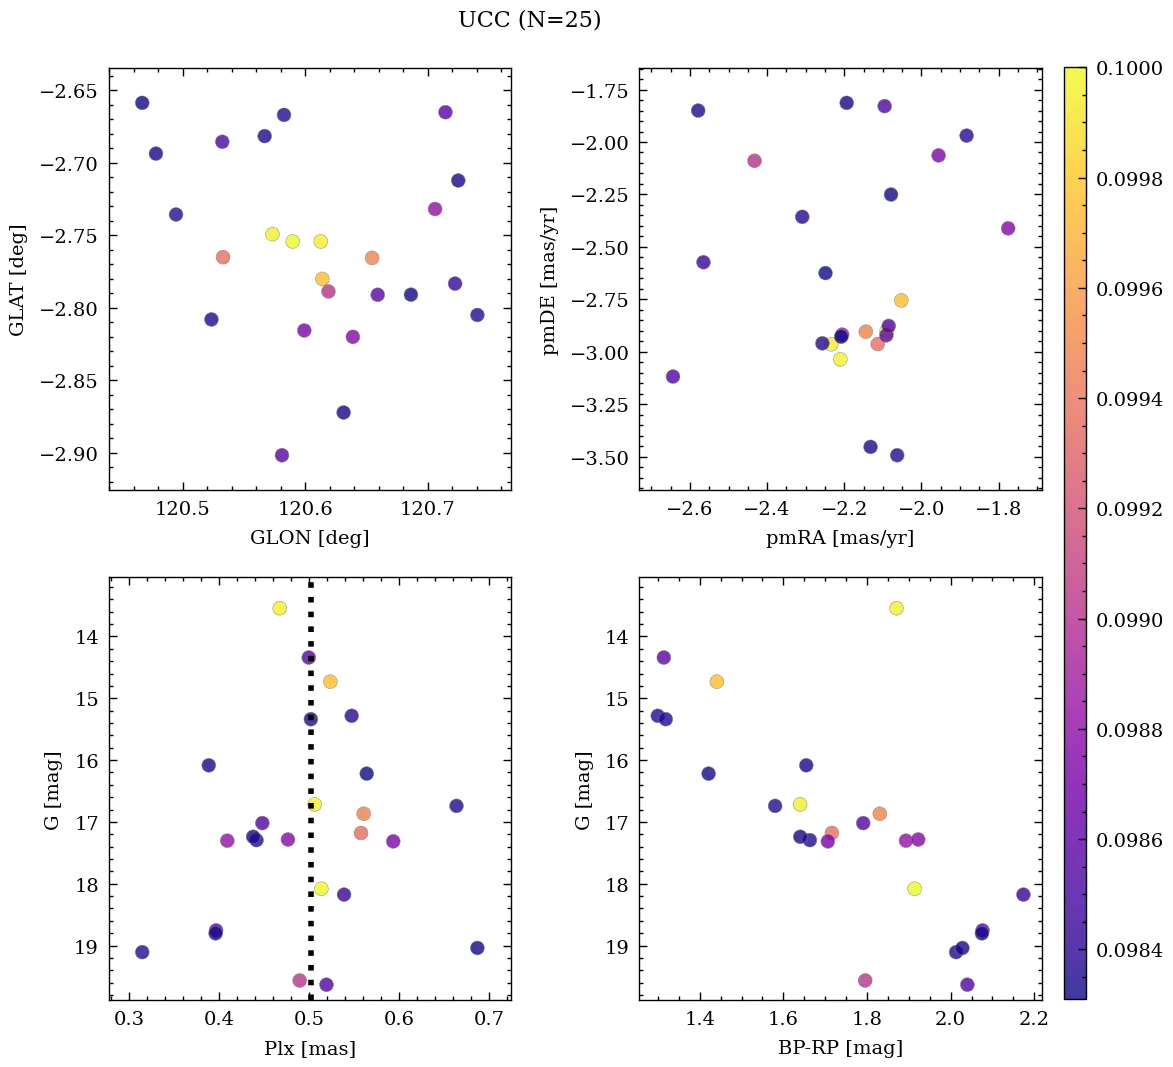 UCC (N=25)
−2.65
−2.70
−2.75
−2.80
−2.85
−2.90
GLAT [deg]
120.5 120.6 120.7
GLON [deg]
−1.75
−2.00
−2.25
−2.50
−2.75
−3.00
−3.25
−3.50
pmDE [mas/yr]
−2.6 −2.4 −2.2 −2.0 −1.8
pmRA [mas/yr]
14
15
16
17
18
19
G [mag]
0.3 0.4 0.5 0.6 0.7
Plx [mas]
14
15
16
17
18
19
G [mag]
1.4 1.6 1.8 2.0 2.2
BP-RP [mag]
0.1000
0.0998
0.0996
0.0994
0.0992
0.0990
0.0988
0.0986
0.0984